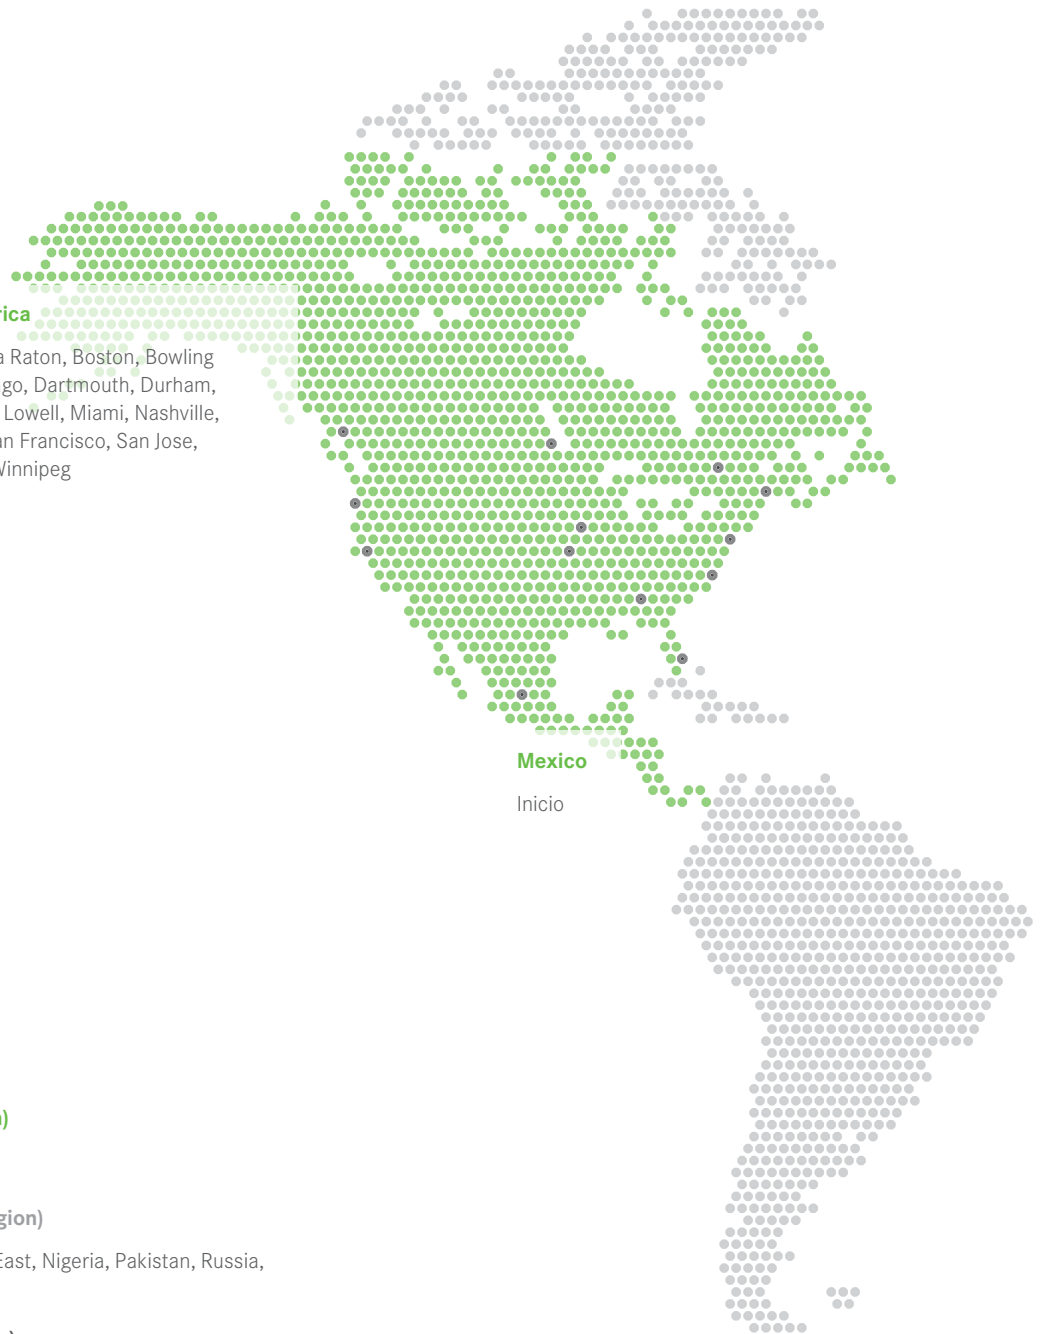 rica
a Raton, Boston, Bowling
go, Dartmouth, Durham,
Lowell, Miami, Nashville,
an Francisco, San Jose,
Winnipeg
Mexico
Inicio
)
gion)
East, Nigeria, Pakistan, Russia,